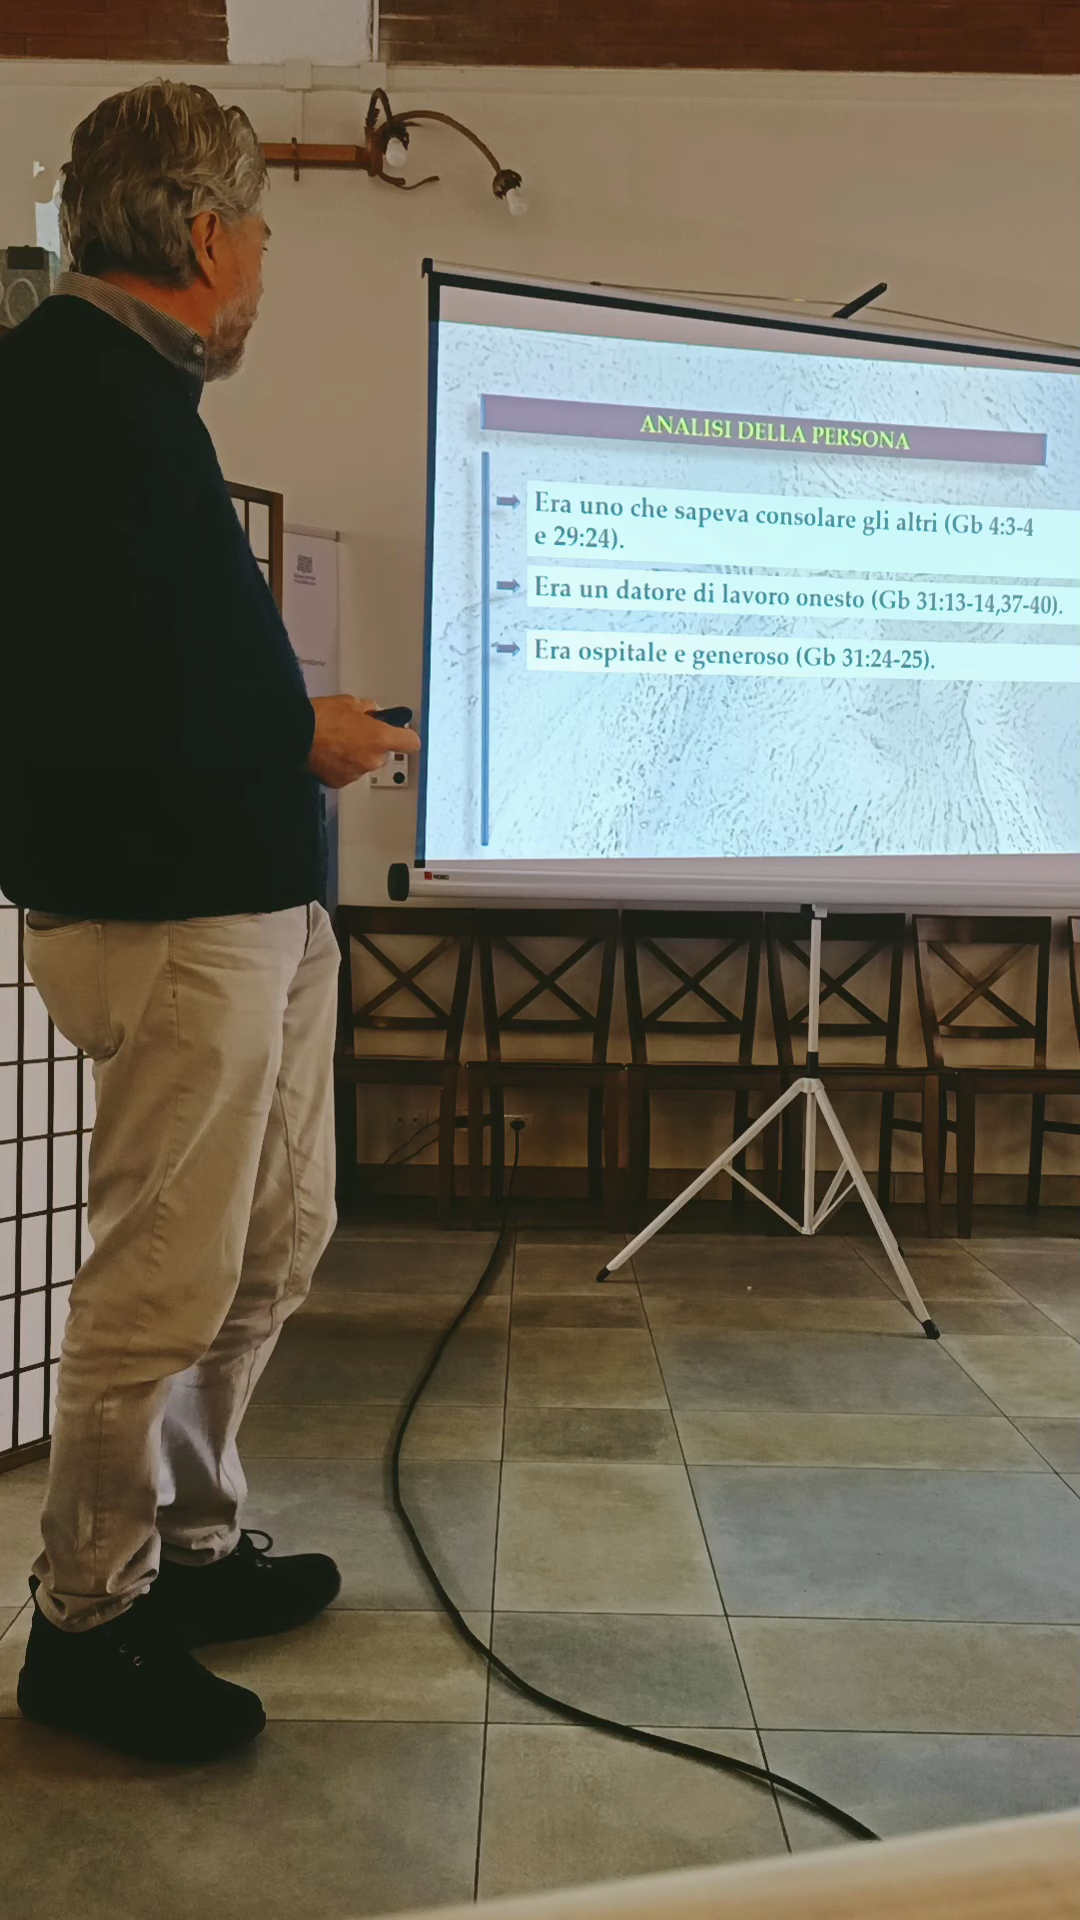 ANALISI DELLA PERSONA
Era uno che sapeva consolare gli altri (Gb 4:3-4
e 29:24).
Era un datore di lavoro onesto (Gb 31:13-14,37-40).
Era ospitale e generoso (Gb 31:24-25).